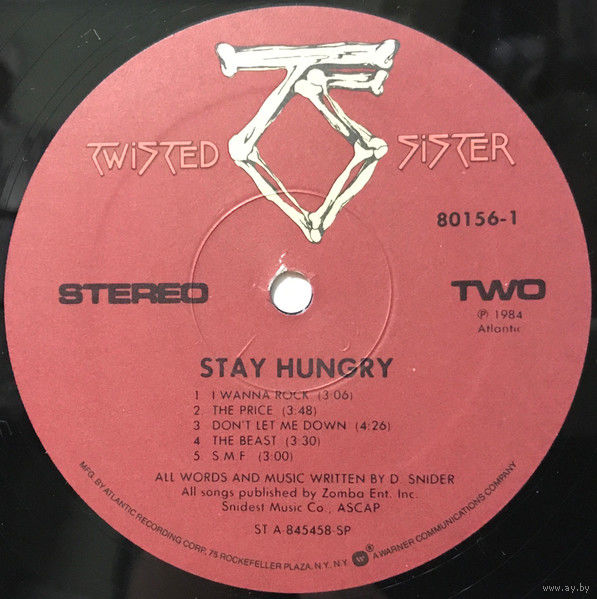 TWISTED SISTER
80156-1
STEREO
TWO
℗ 1984
Atlantic
STAY HUNGRY
1 I WANNA ROCK (3:06)
2. THE PRICE (3:48)
3 DON'T LET ME DOWN (4:26)
4 THE BEAST (3:30)
5 S.M.F. (3:00)
ALL WORDS AND MUSIC WRITTEN BY D. SNIDER
All songs published by Zomba Ent. Inc.
Snidest Music Co., ASCAP
ST A-845458-SP
MFG. BY ATLANTIC RECORDING CORP., 75 ROCKEFELLER PLAZA, N.Y. N.Y. ® A WARNER COMMUNICATIONS COMPANY
www.ay.by